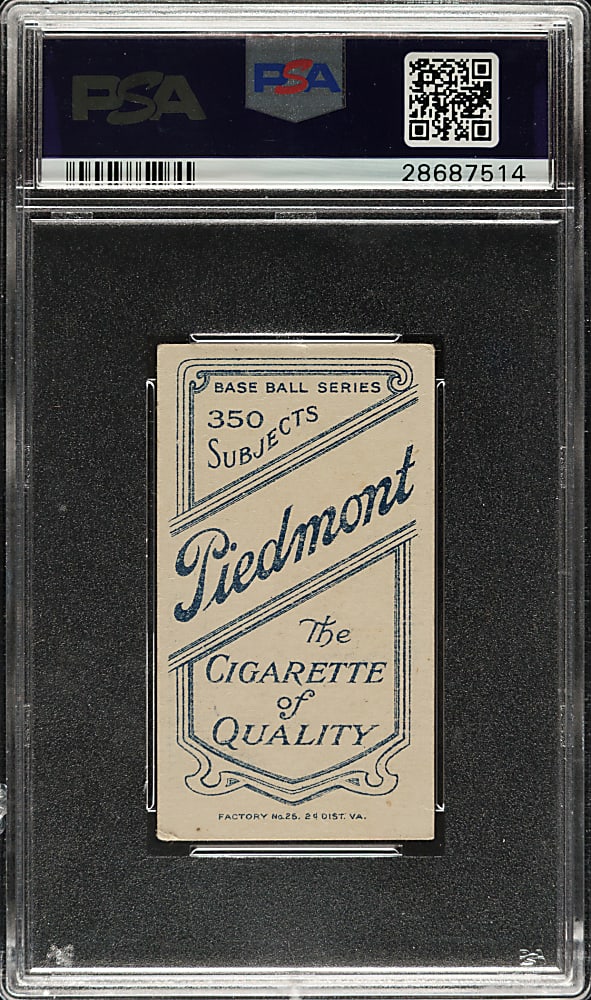 PSA
PSA
28687514
BASE BALL SERIES
350
SUBJECTS
Piedmont
The
CIGARETTE
of
QUALITY
FACTORY No. 25. 2d DIST. VA.
PSA